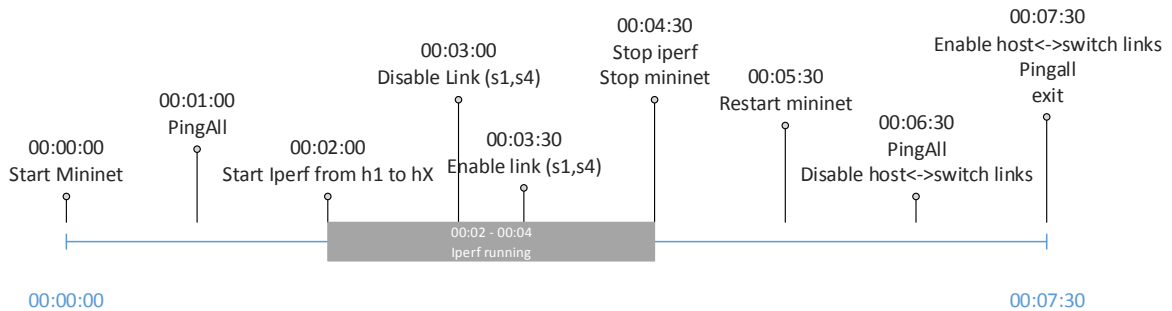 00:00:00
Start Mininet
00:01:00
PingAll
00:02:00
Start Iperf from h1 to hX
00:03:00
Disable Link (s1,s4)
00:03:30
Enable link (s1,s4)
00:04:30
Stop iperf
Stop mininet
00:05:30
Restart mininet
00:06:30
PingAll
Disable host<->switch links
00:07:30
Enable host<->switch links
Pingall
exit
00:02 - 00:04
Iperf running
00:00:00
00:07:30